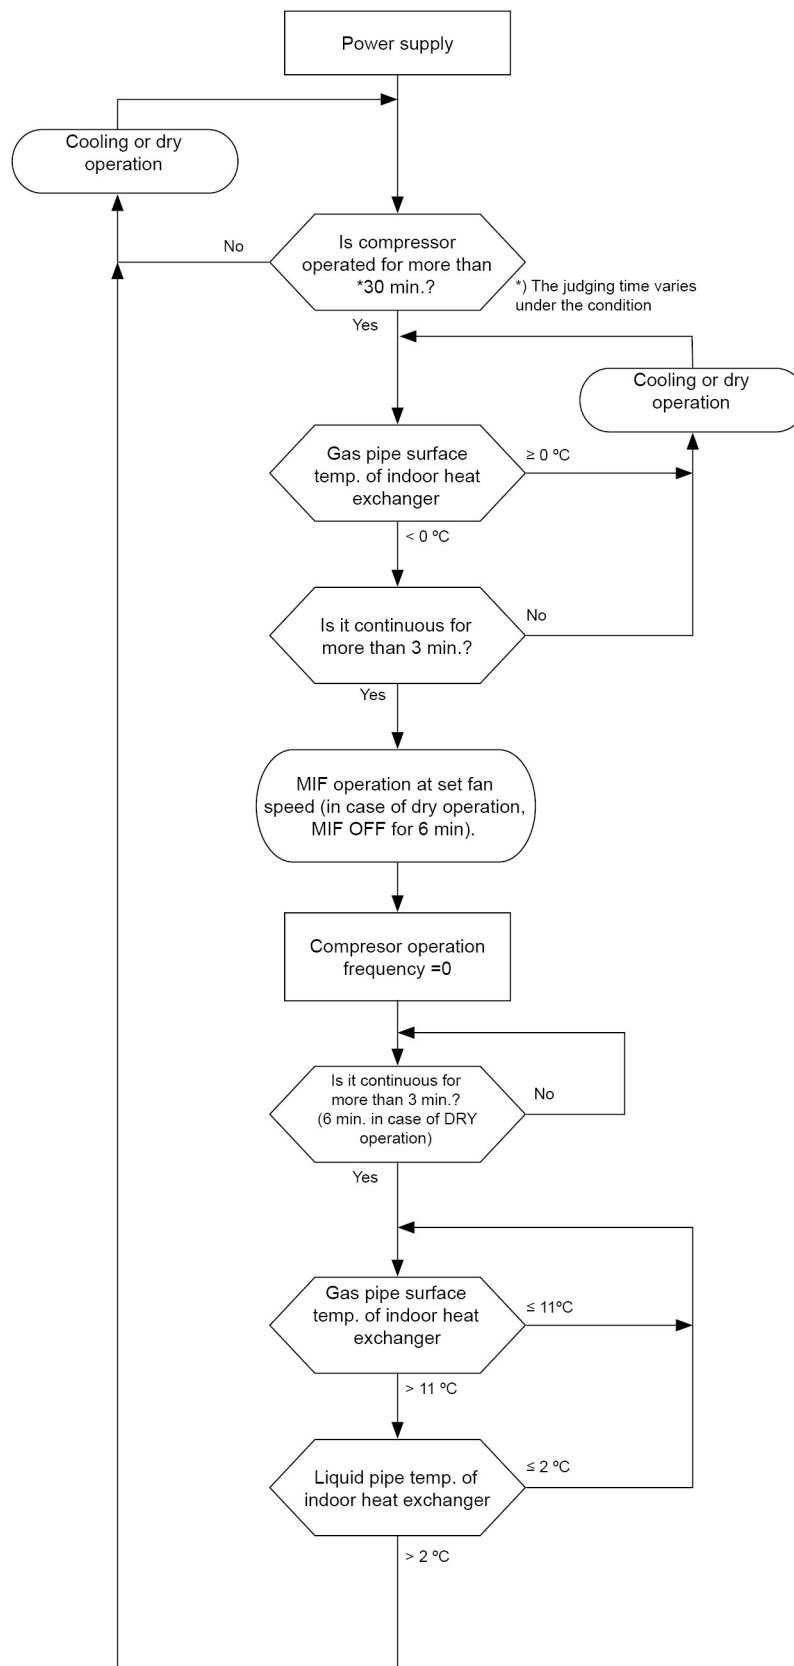 Power supply
Cooling or dry
operation
No
Is compressor
operated for more than
*30 min.?
*) The judging time varies
under the condition
Yes
Cooling or dry
operation
Gas pipe surface
temp. of indoor heat
exchanger
≥ 0 ºC
< 0 ºC
Is it continuous for
more than 3 min.?
No
Yes
MIF operation at set fan
speed (in case of dry operation,
MIF OFF for 6 min).
Compresor operation
frequency =0
Is it continuous for
more than 3 min.?
(6 min. in case of DRY
operation)
No
Yes
Gas pipe surface
temp. of indoor heat
exchanger
≤ 11ºC
> 11 ºC
Liquid pipe temp. of
indoor heat exchanger
≤ 2 ºC
> 2 ºC